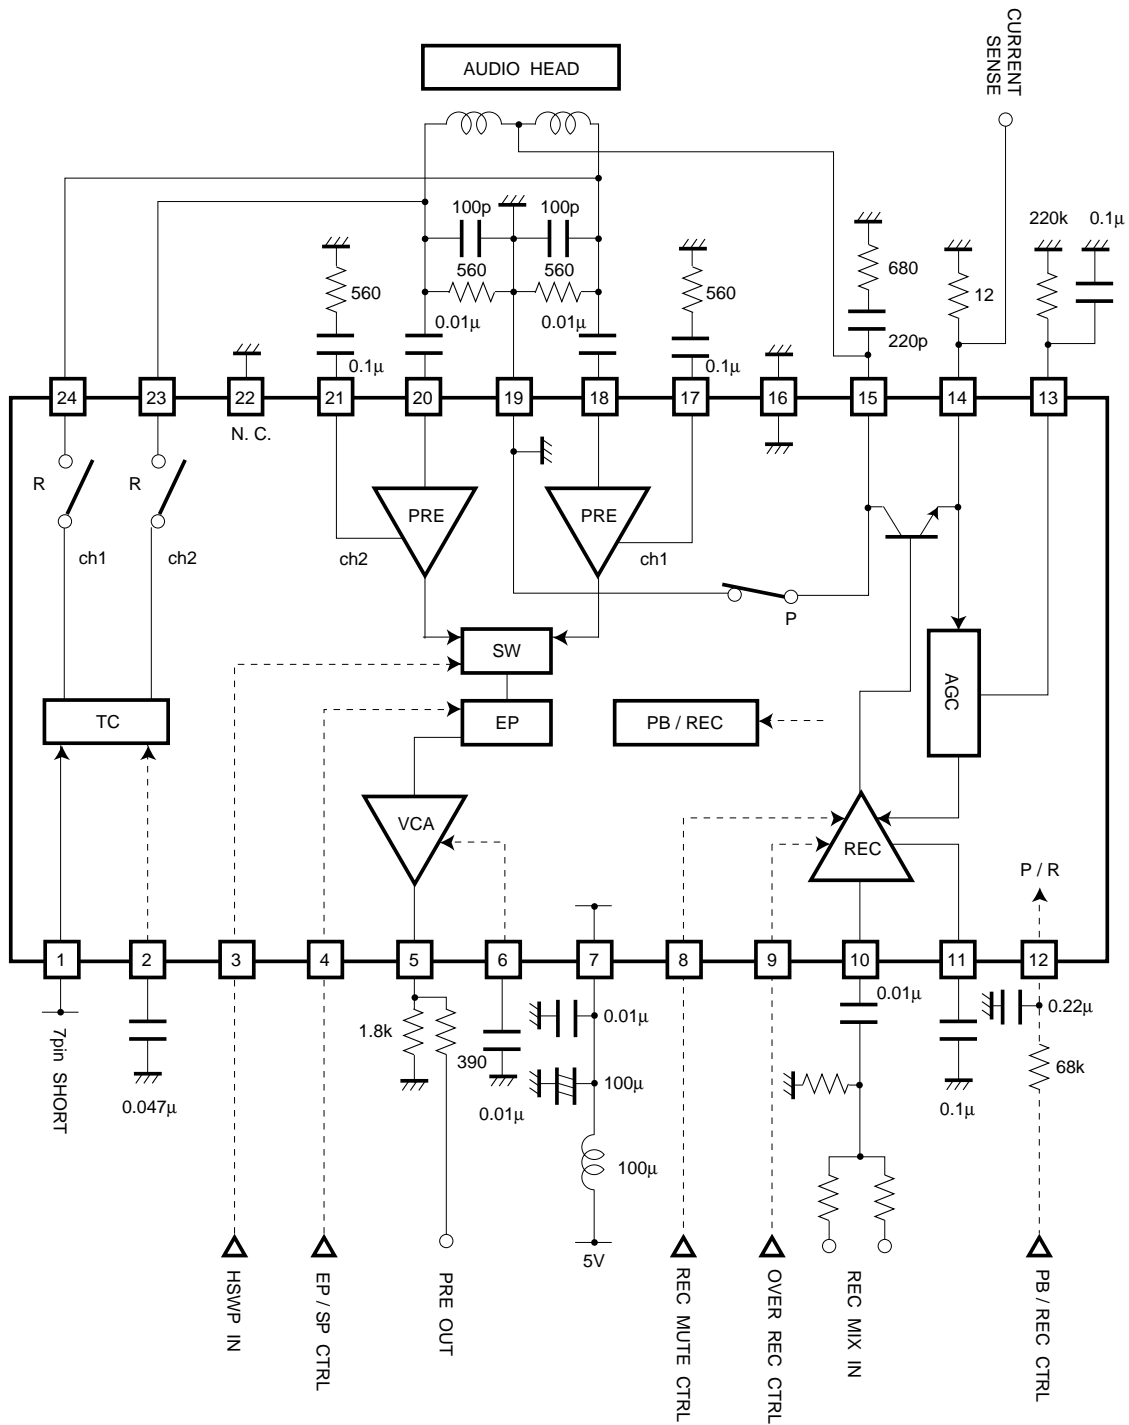 CURRENT
SENSE
AUDIO HEAD
100p
100p
220k
0.1μ
560
560
560
560
680
12
0.01μ
0.01μ
220p
0.1μ
0.1μ
24
23
22
21
20
19
18
17
16
15
14
13
N. C.
R
R
PRE
PRE
ch1
ch2
ch2
ch1
P
SW
AGC
TC
EP
PB / REC
VCA
REC
P / R
1
2
3
4
5
6
7
8
9
10
11
12
0.01μ
0.22μ
7pin SHORT
1.8k
0.01μ
390
68k
100μ
0.047μ
0.01μ
0.1μ
100μ
5V
HSWP IN
EP / SP CTRL
PRE OUT
REC MUTE CTRL
OVER REC CTRL
REC MIX IN
PB / REC CTRL